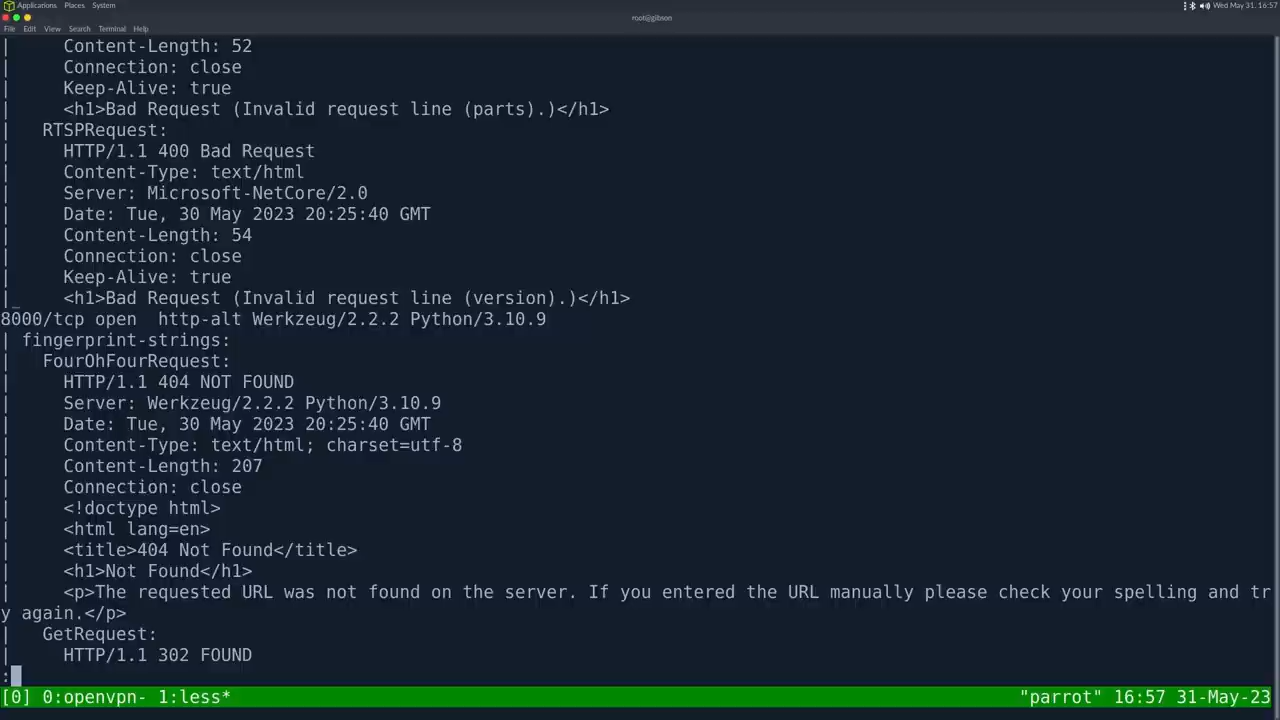 Applications Places System
Wed May 31, 16:57
root@gibson
File Edit View Search Terminal Help
|     Content-Length: 52
|     Connection: close
|     Keep-Alive: true
|     <h1>Bad Request (Invalid request line (parts).)</h1>
|   RTSPRequest:
|     HTTP/1.1 400 Bad Request
|     Content-Type: text/html
|     Server: Microsoft-NetCore/2.0
|     Date: Tue, 30 May 2023 20:25:40 GMT
|     Content-Length: 54
|     Connection: close
|     Keep-Alive: true
|_    <h1>Bad Request (Invalid request line (version).)</h1>
8000/tcp open  http-alt Werkzeug/2.2.2 Python/3.10.9
| fingerprint-strings:
|   FourOhFourRequest:
|     HTTP/1.1 404 NOT FOUND
|     Server: Werkzeug/2.2.2 Python/3.10.9
|     Date: Tue, 30 May 2023 20:25:40 GMT
|     Content-Type: text/html; charset=utf-8
|     Content-Length: 207
|     Connection: close
|     <!doctype html>
|     <html lang=en>
|     <title>404 Not Found</title>
|     <h1>Not Found</h1>
|     <p>The requested URL was not found on the server. If you entered the URL manually please check your spelling and tr
y again.</p>
|   GetRequest:
|     HTTP/1.1 302 FOUND
:
[0] 0:openvpn- 1:less* "parrot" 16:57 31-May-23